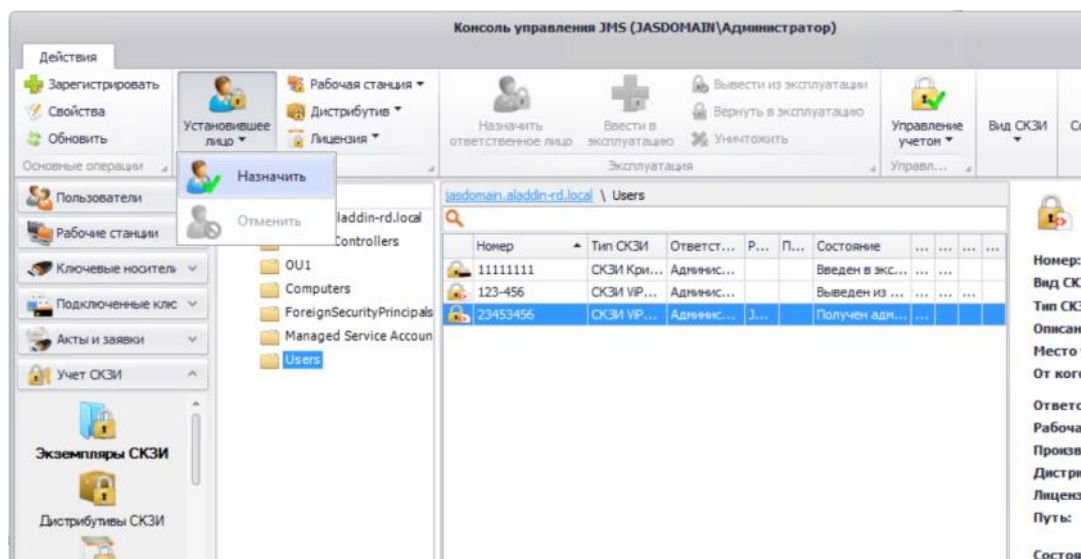 Консоль управления JMS (JASDOMAIN\Администратор)
Действия
Зарегистрировать
Свойства
Обновить
Основные операции
Установившее лицо
Рабочая станция
Дистрибутив
Лицензия
Назначить ответственное лицо
Ввести в эксплуатацию
Вывести из эксплуатации
Вернуть в эксплуатацию
Уничтожить
Эксплуатация
Управление учетом
Управл...
Вид СКЗИ
Назначить
Отменить
Пользователи
Рабочие станции
Ключевые носител
Подключенные клю
Акты и заявки
Учет СКЗИ
Экземпляры СКЗИ
Дистрибутивы СКЗИ
laddin-rd.local
Controllers
OU1
Computers
ForeignSecurityPrincipals
Managed Service Accoun
Users
jasdomain.aladdin-rd.local \ Users
Номер Тип СКЗИ Ответст... Р... П... Состояние ... ... ... ...
11111111 СКЗИ Кри... Админис... Введен в экс... ... ...
123-456 СКЗИ ViP... Админис... Выведен из ... ... ... ...
23453456 СКЗИ ViP... Админис... J... Получен адм... ...
Номер:
Вид СК
Тип СК
Описан
Место
От кого
Ответс
Рабоча
Произв
Дистри
Лиценз
Путь:
Состоя